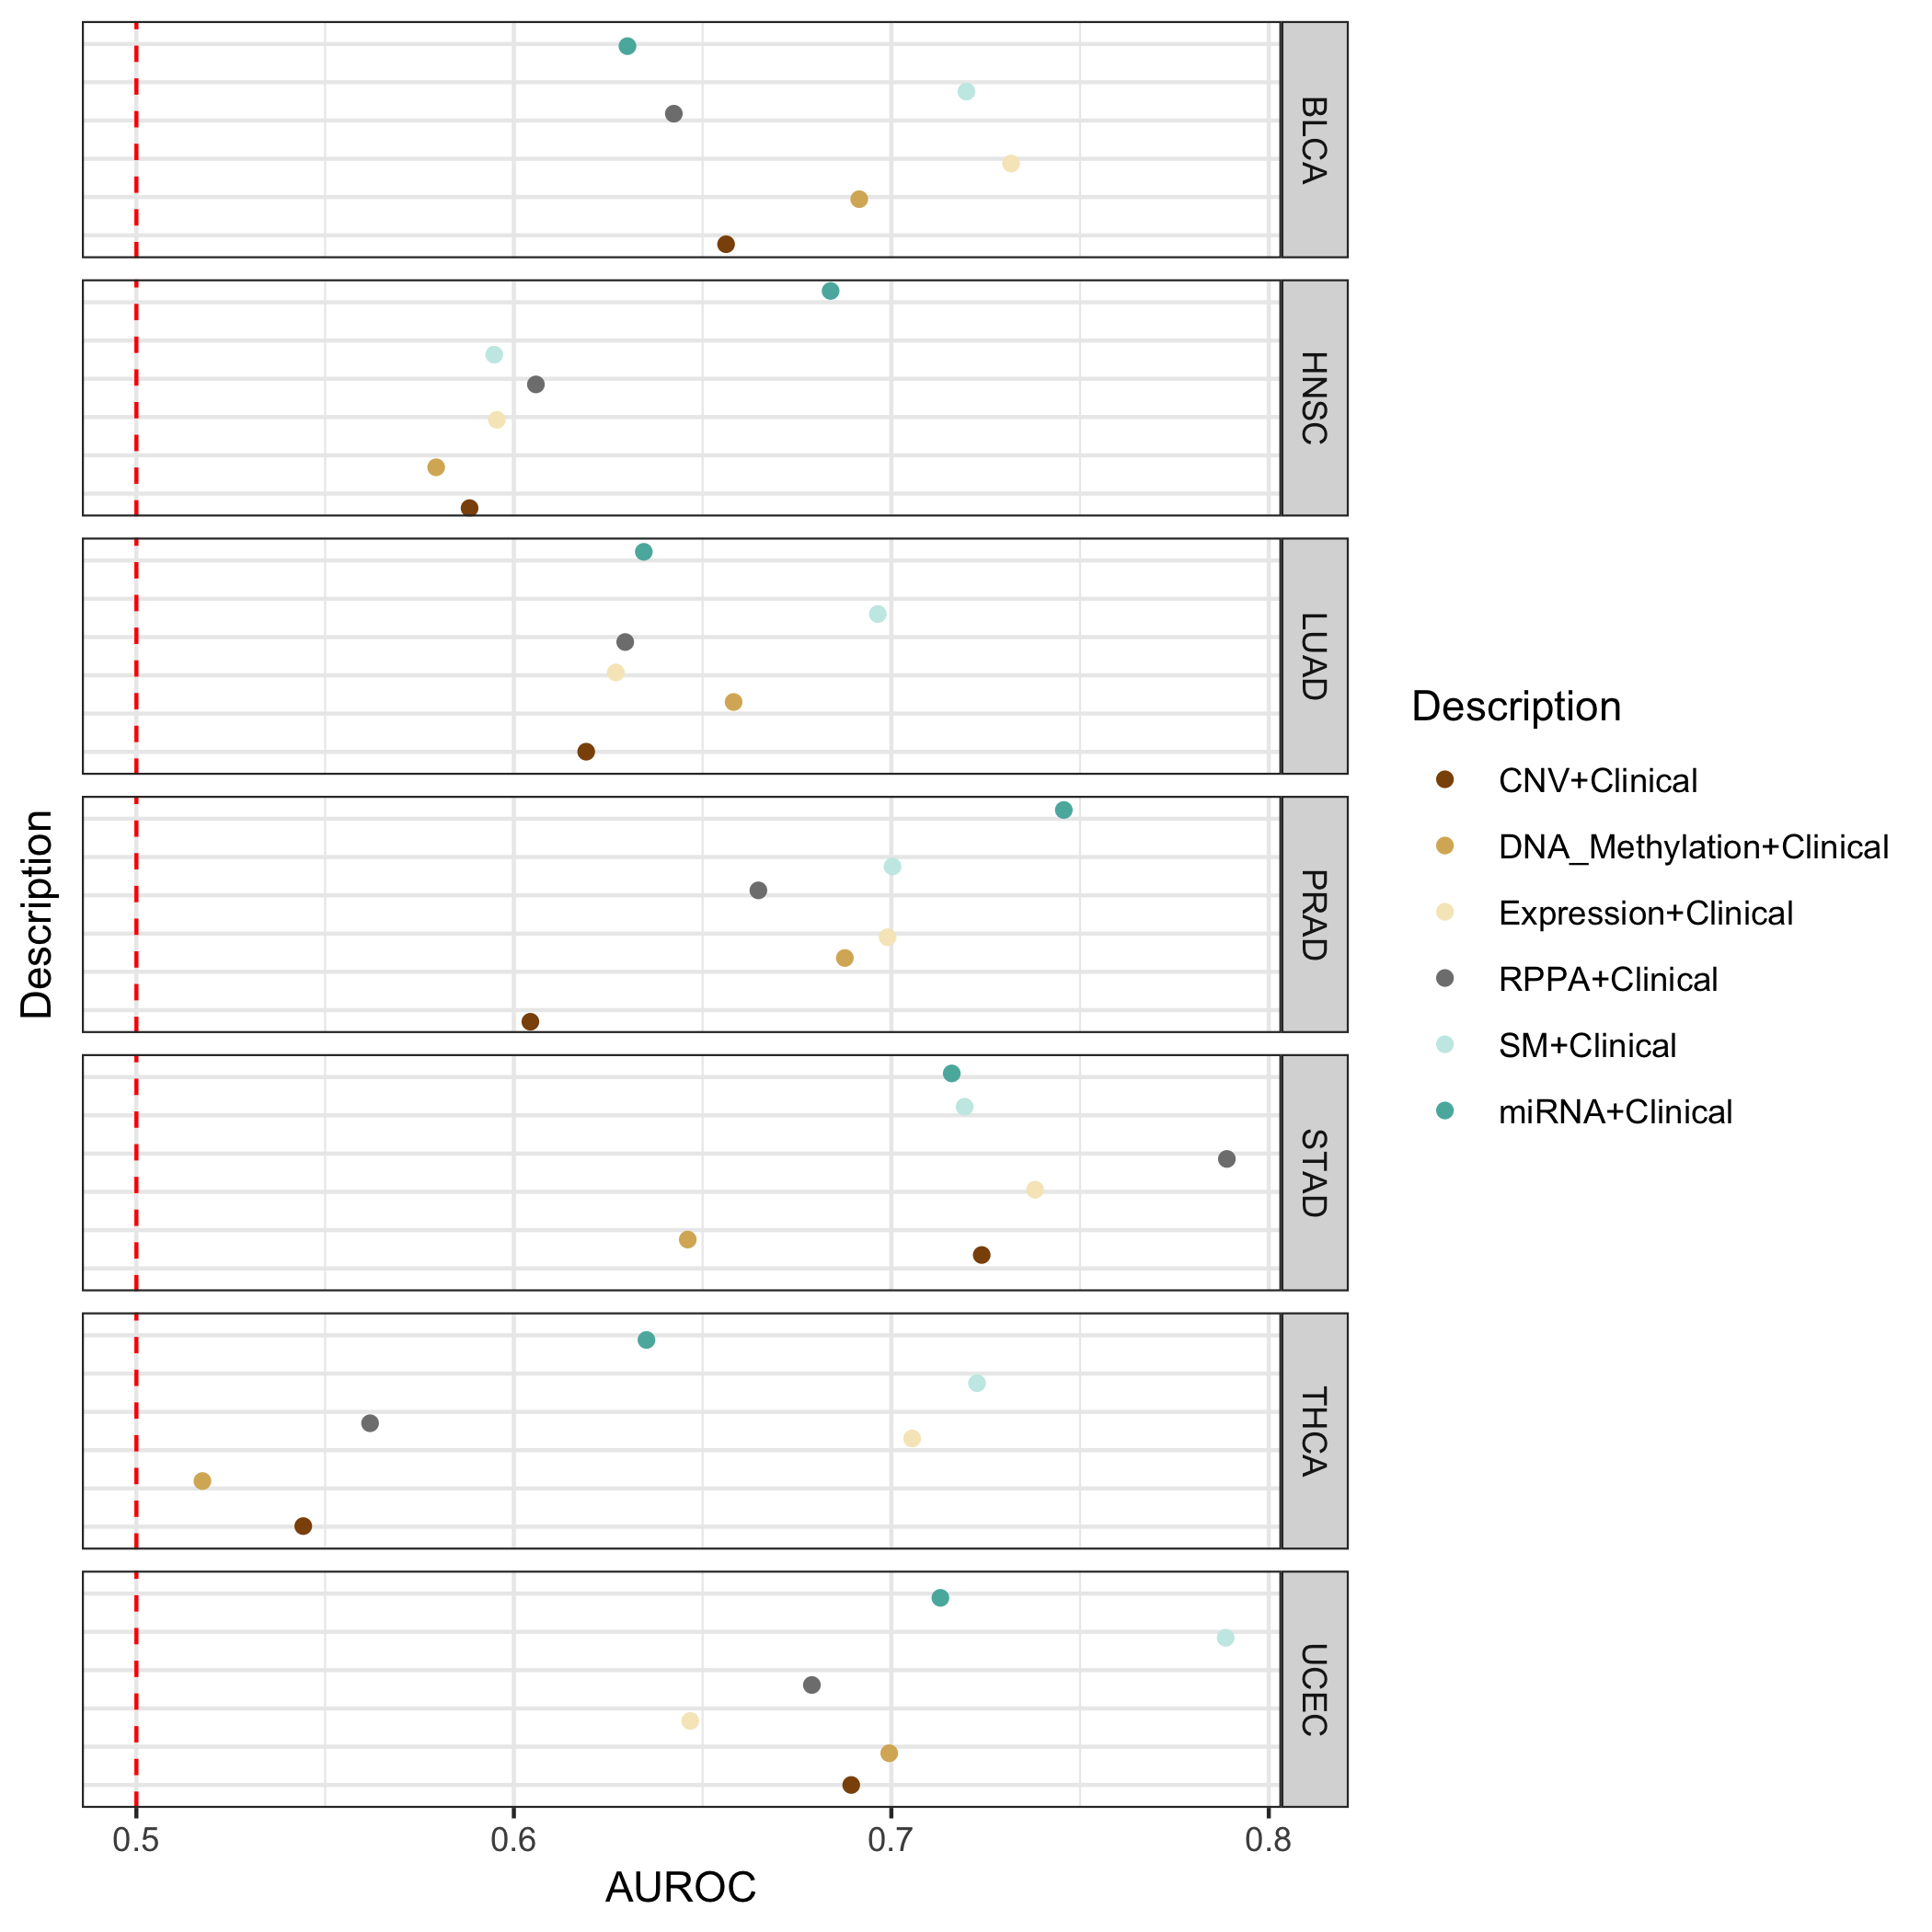 BLCA
HNSC
LUAD
PRAD
STAD
THCA
UCEC
Description
0.5 0.6 0.7 0.8
AUROC
Description
CNV+Clinical
DNA_Methylation+Clinical
Expression+Clinical
RPPA+Clinical
SM+Clinical
miRNA+Clinical